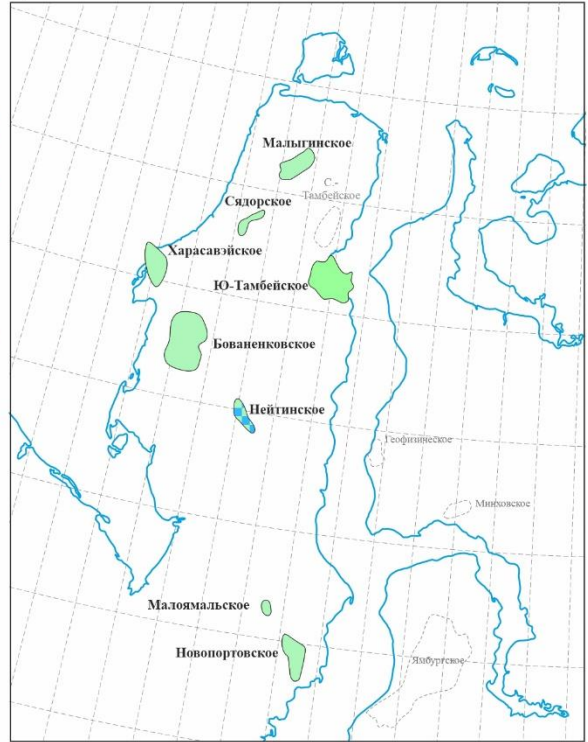 Малыгинское
С.-
Тамбейское
Сядорское
Харасавэйское
Ю-Тамбейское
Бованенковское
Нейтинское
Геофизическое
Минховское
Малоямальское
Новопортовское
Ямбургское